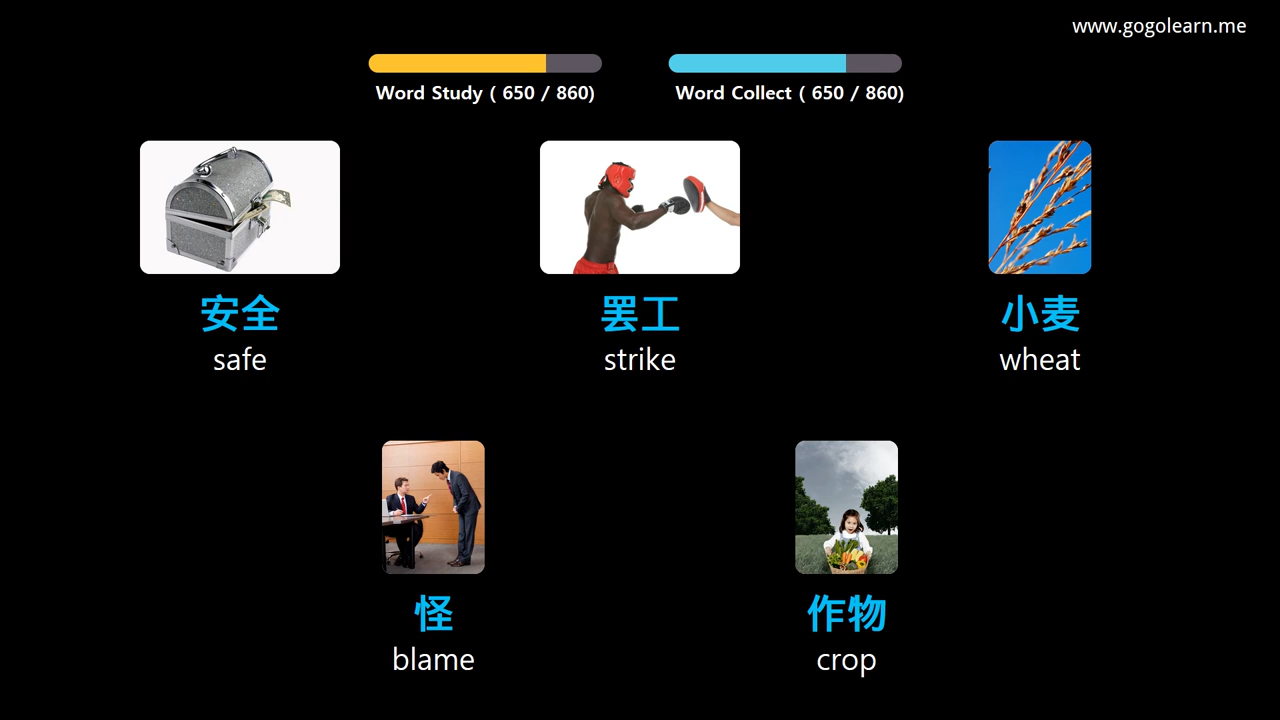 www.gogolearn.me
Word Study ( 650 / 860)
Word Collect ( 650 / 860)
安全
safe
罢工
strike
小麦
wheat
怪
blame
作物
crop